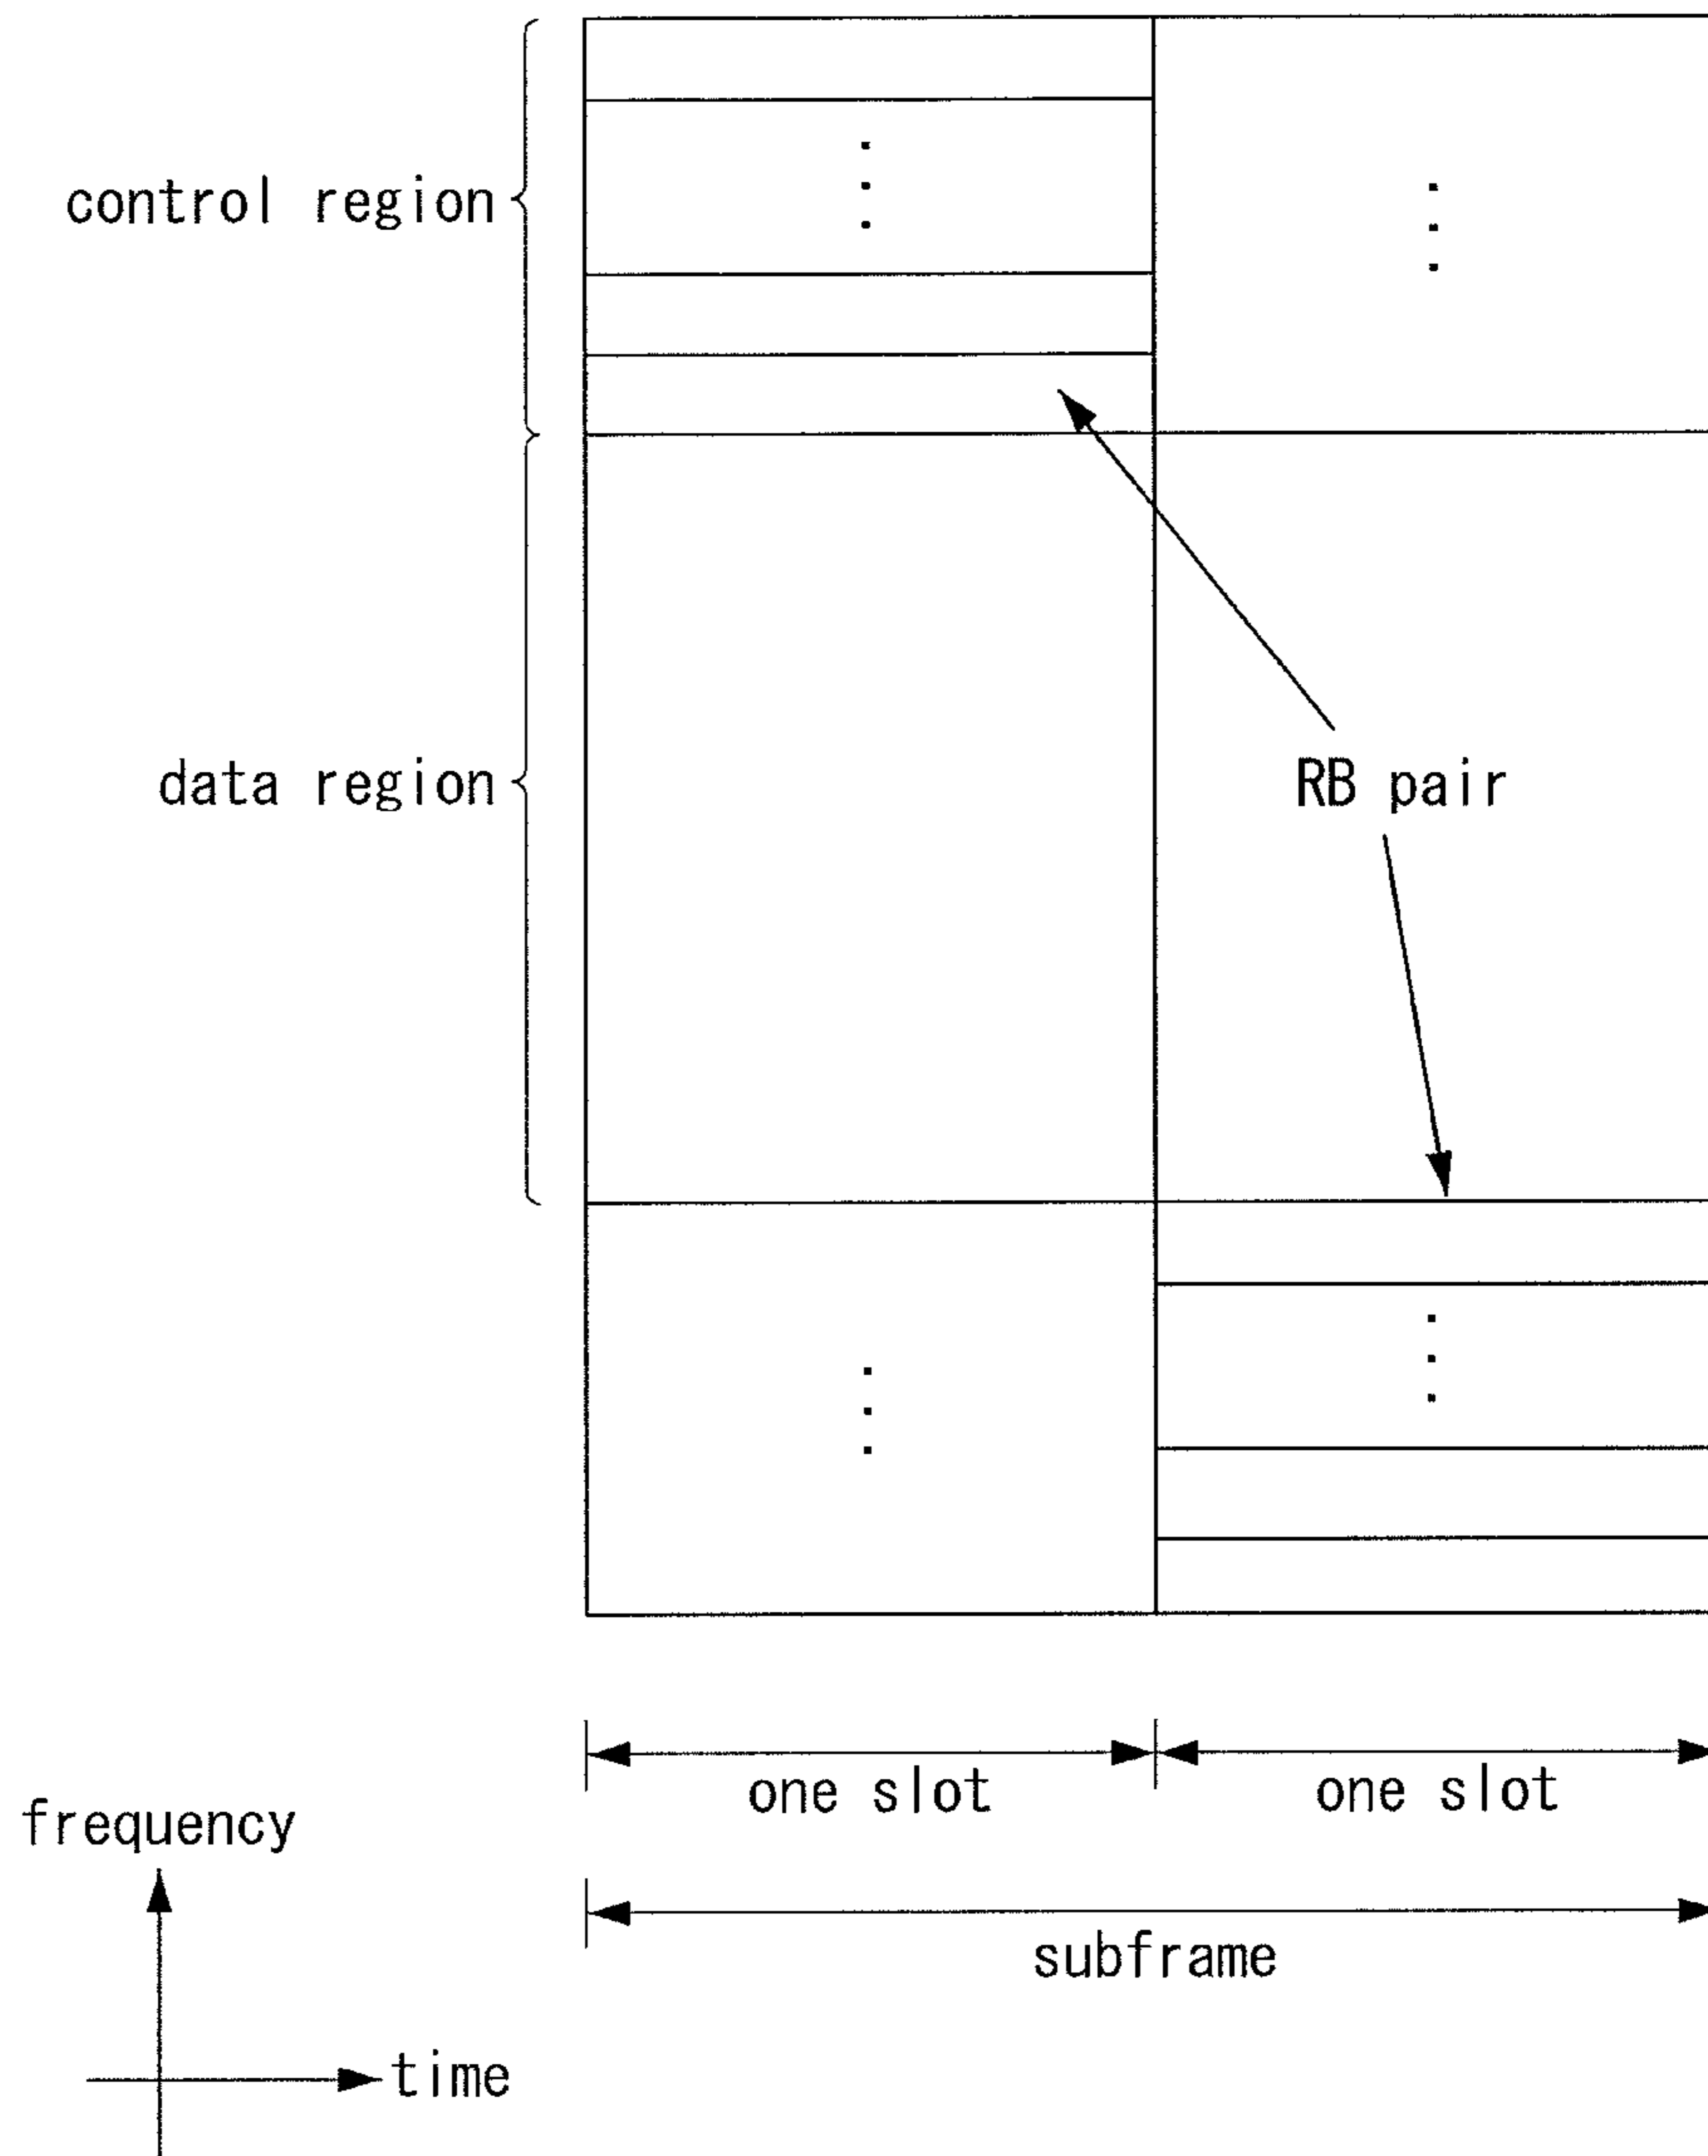 control region
data region
RB pair
one slot
one slot
frequency
subframe
time